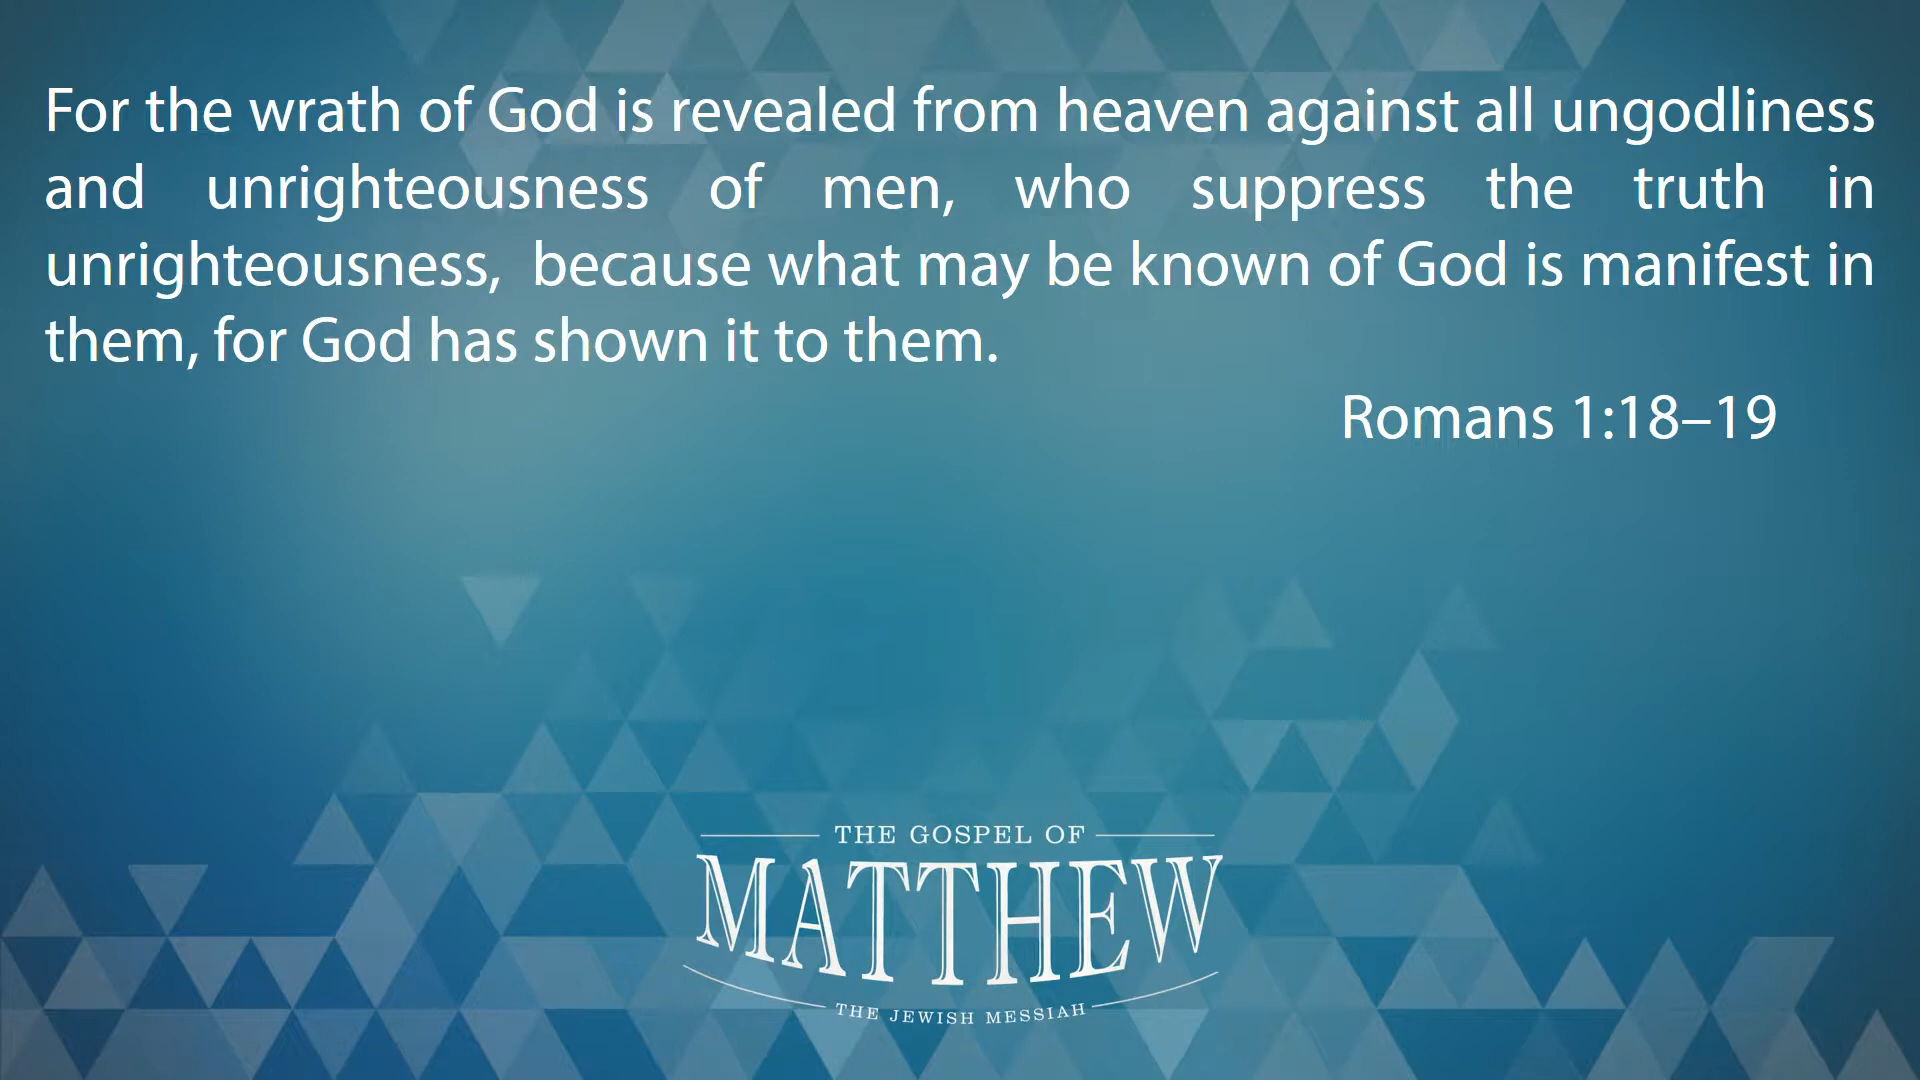 For the wrath of God is revealed from heaven against all ungodliness
and unrighteousness of men, who suppress the truth in
unrighteousness,  because what may be known of God is manifest in
them, for God has shown it to them.
Romans 1:18–19
THE GOSPEL OF
MATTHEW
THE JEWISH MESSIAH